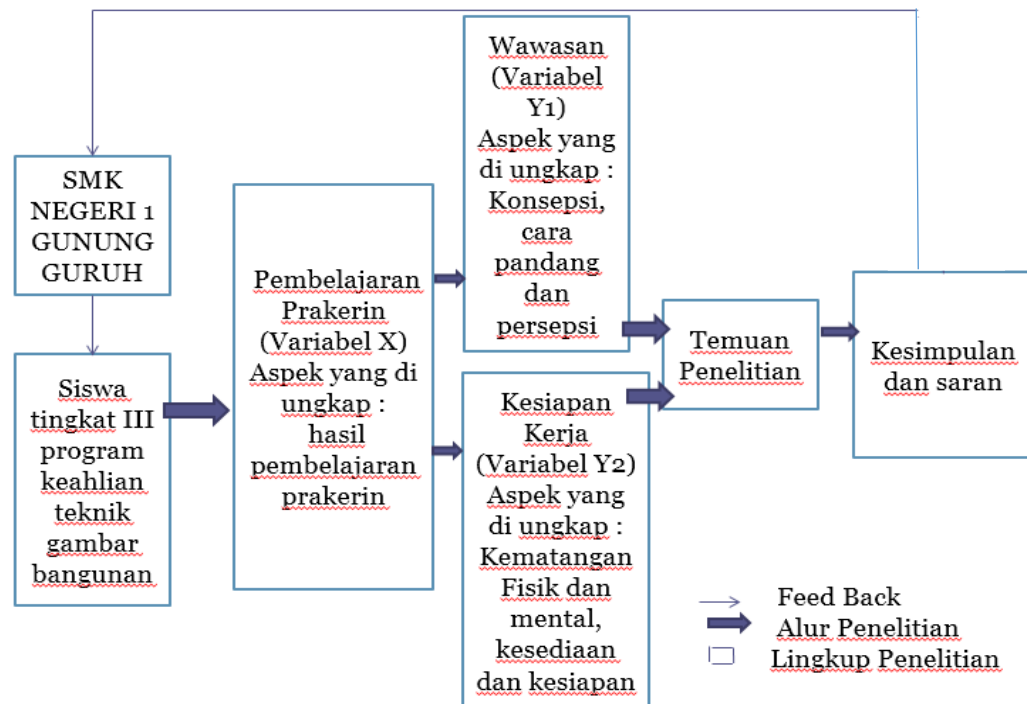 SMK
NEGERI 1
GUNUNG
GURUH
Siswa
tingkat III
program
keahlian
teknik
gambar
bangunan
Pembelajaran
Prakerin
(Variabel X)
Aspek yang di
ungkap :
hasil
pembelajaran
prakerin
Wawasan
(Variabel
Y1)
Aspek yang
di ungkap :
Konsepsi,
cara
pandang
dan
persepsi
Kesiapan
Kerja
(Variabel Y2)
Aspek yang
di ungkap :
Kematangan
Fisik dan
mental,
kesediaan
dan kesiapan
Temuan
Penelitian
Kesimpulan
dan saran
Feed Back
Alur Penelitian
Lingkup Penelitian